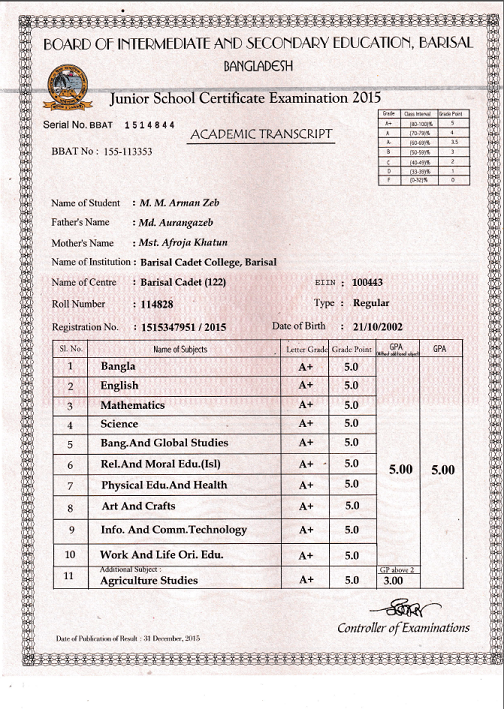 BOARD OF INTERMEDIATE AND SECONDARY EDUCATION, BARISAL
BANGLADESH
Junior School Certificate Examination 2015
Serial No. BBAT 1514844
ACADEMIC TRANSCRIPT
BBAT No : 155-113353
Grade Class Interval Grade Point
A+ (80-100)% 5
A (70-79)% 4
A- (60-69)% 3.5
B (50-59)% 3
C (40-49)% 2
D (33-39)% 1
F (0-32)% 0
Name of Student : M. M. Arman Zeb
Father's Name : Md. Aurangazeb
Mother's Name : Mst. Afroja Khatun
Name of Institution : Barisal Cadet College, Barisal
Name of Centre : Barisal Cadet (122) EIIN : 100443
Roll Number : 114828 Type : Regular
Registration No. : 1515347951 / 2015 Date of Birth : 21/10/2002
Sl. No. Name of Subjects Letter Grade Grade Point GPA (Without additional subject) GPA
1 Bangla A+ 5.0
2 English A+ 5.0
3 Mathematics A+ 5.0
4 Science A+ 5.0
5 Bang.And Global Studies A+ 5.0
6 Rel.And Moral Edu.(Isl) A+ 5.0
5.00 5.00
7 Physical Edu.And Health A+ 5.0
8 Art And Crafts A+ 5.0
9 Info. And Comm.Technology A+ 5.0
10 Work And Life Ori. Edu. A+ 5.0
Additional Subject : GP above 2
11 Agriculture Studies A+ 5.0 3.00
Controller of Examinations
Date of Publication of Result : 31 December, 2015